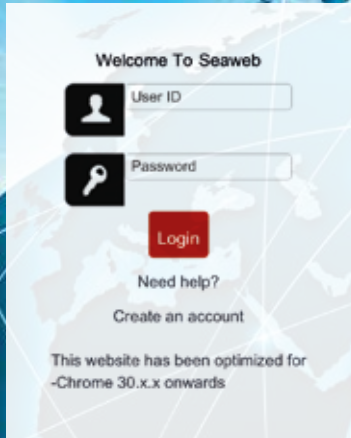 Welcome To Seaweb
User ID
Password
Login
Need help?
Create an account
This website has been optimized for
-Chrome 30.x.x onwards